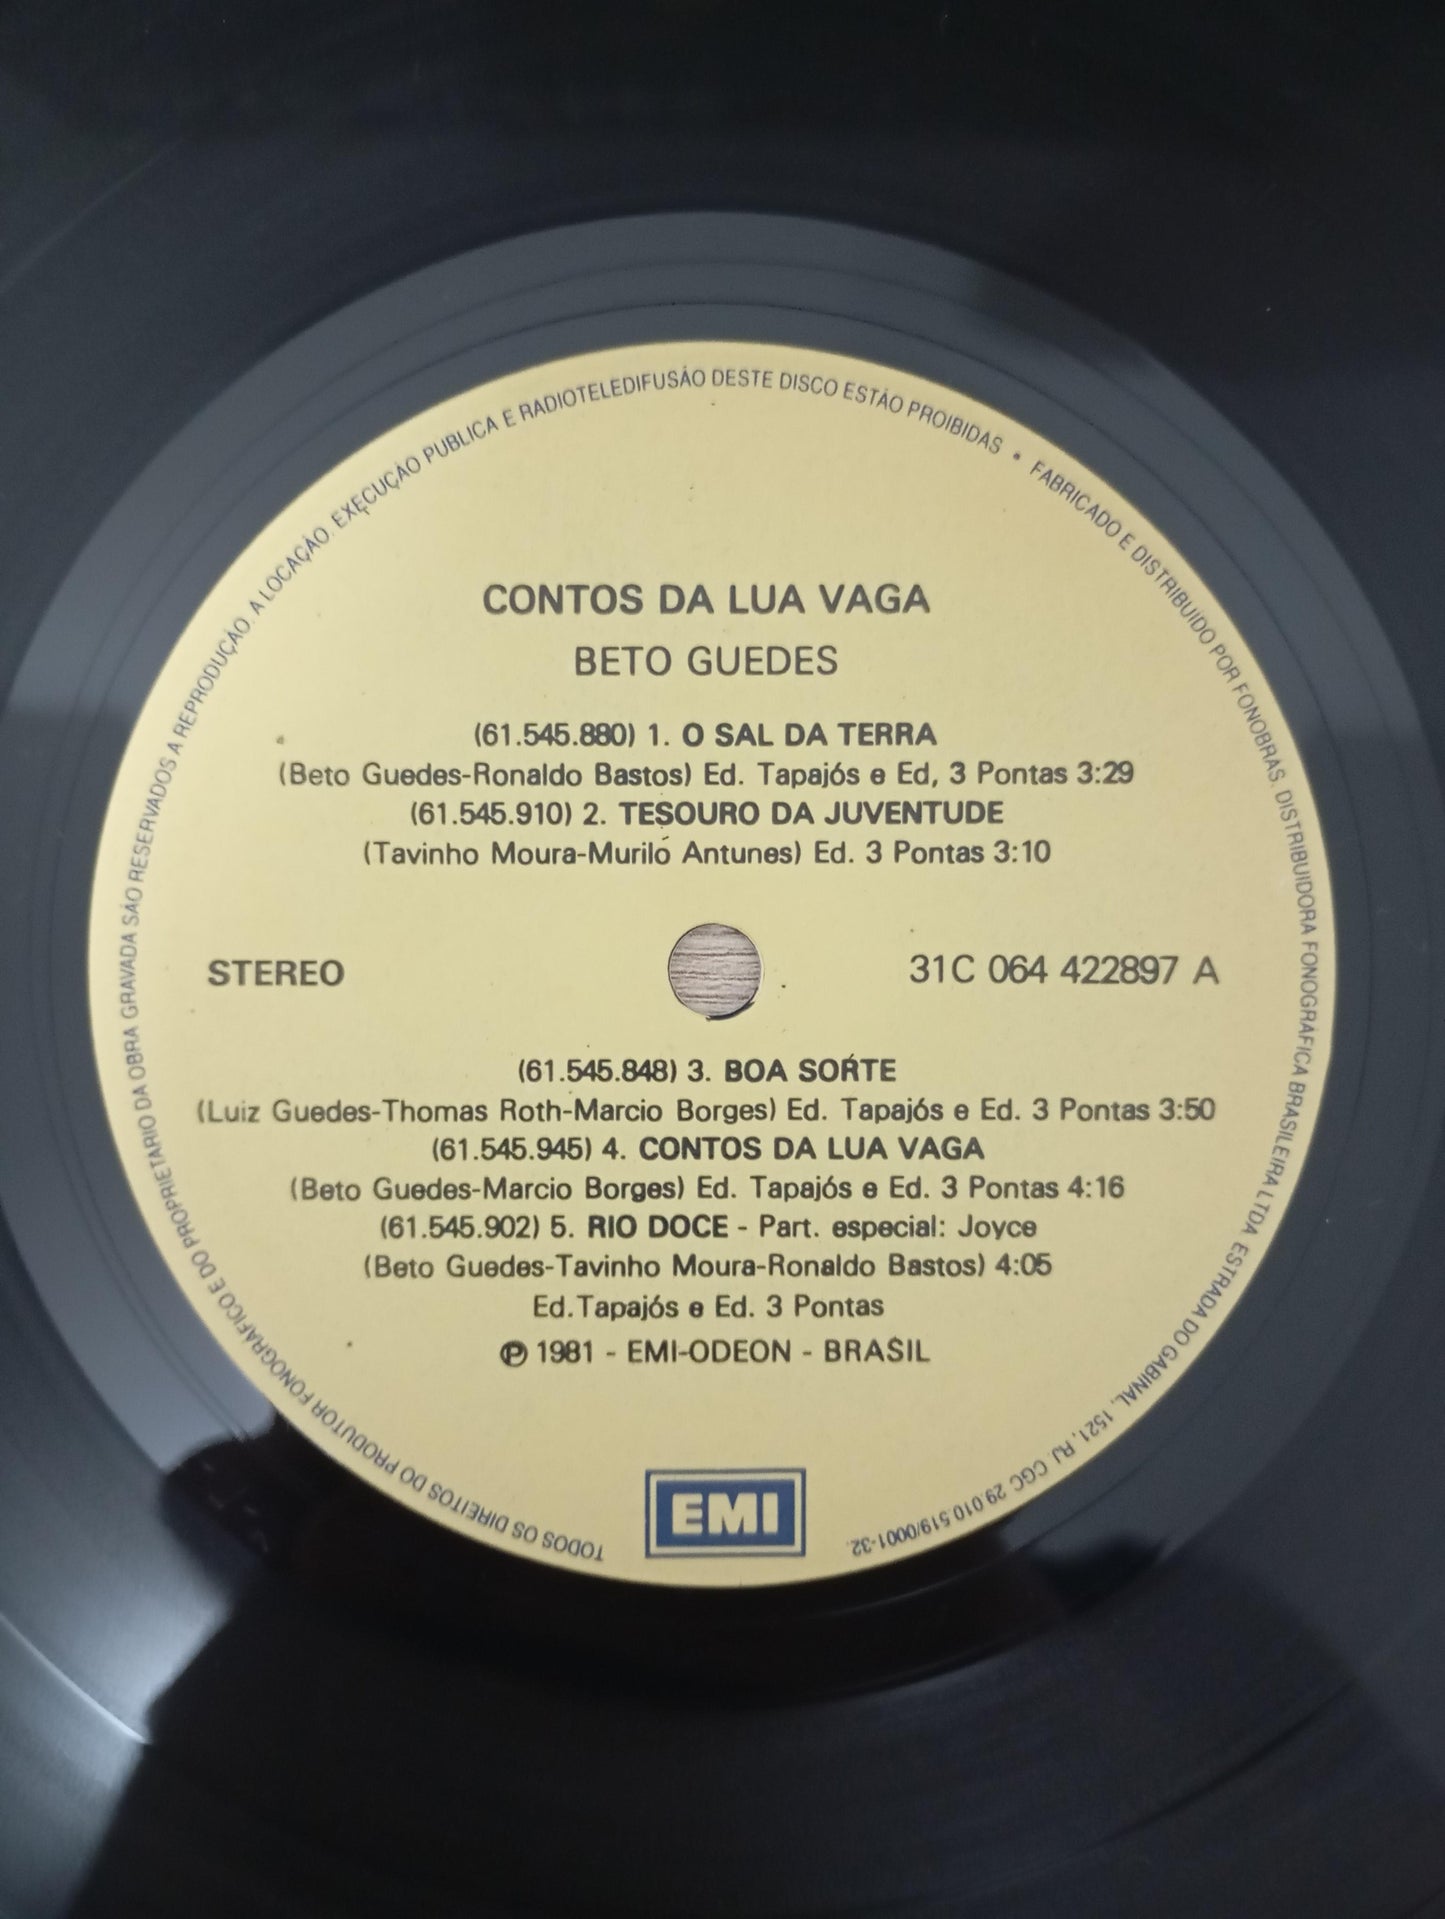 TODOS OS DIREITOS DO PRODUTOR FONOGRÁFICO E DO PROPRIETARIO DA OBRA GRAVADA SÃO RESERVADOS A REPRODUÇÃO. A LOCAÇÃO. EXECUÇÃO PUBLICA E RADIOTELEDIFUSÃO DESTE DISCO ESTÃO PROIBIDAS • FABRICADO E DISTRIBUIDO POR FONOBRAS. DISTRIBUIDORA FONOGRÁFICA BRASILEIRA LTDA ESTRADA DO GABINAL, 1521, RJ. CGC 29.010.519/0001-32.
CONTOS DA LUA VAGA
BETO GUEDES
(61.545.880) 1. O SAL DA TERRA
(Beto Guedes-Ronaldo Bastos) Ed. Tapajós e Ed, 3 Pontas 3:29
(61.545.910) 2. TESOURO DA JUVENTUDE
(Tavinho Moura-Murilo Antunes) Ed. 3 Pontas 3:10
STEREO
31C 064 422897 A
(61.545.848) 3. BOA SORTE
(Luiz Guedes-Thomas Roth-Marcio Borges) Ed. Tapajós e Ed. 3 Pontas 3:50
(61.545.945) 4. CONTOS DA LUA VAGA
(Beto Guedes-Marcio Borges) Ed. Tapajós e Ed. 3 Pontas 4:16
(61.545.902) 5. RIO DOCE - Part. especial: Joyce
(Beto Guedes-Tavinho Moura-Ronaldo Bastos) 4:05
Ed.Tapajós e Ed. 3 Pontas
℗ 1981 - EMI-ODEON - BRASIL
EMI